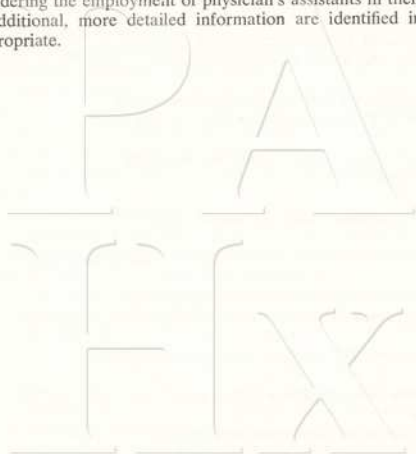 dering the employment of physician's assistants in their
dditional, more detailed information are identified in
ropriate.
PA
Hx